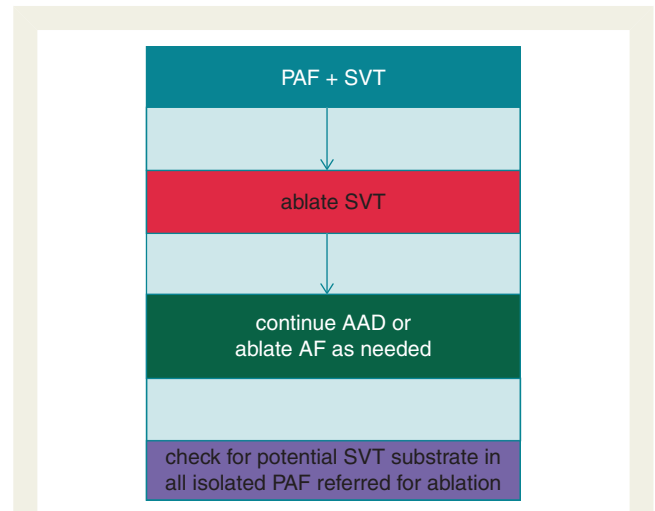 PAF + SVT
ablate SVT
continue AAD or
ablate AF as needed
check for potential SVT substrate in
all isolated PAF referred for ablation